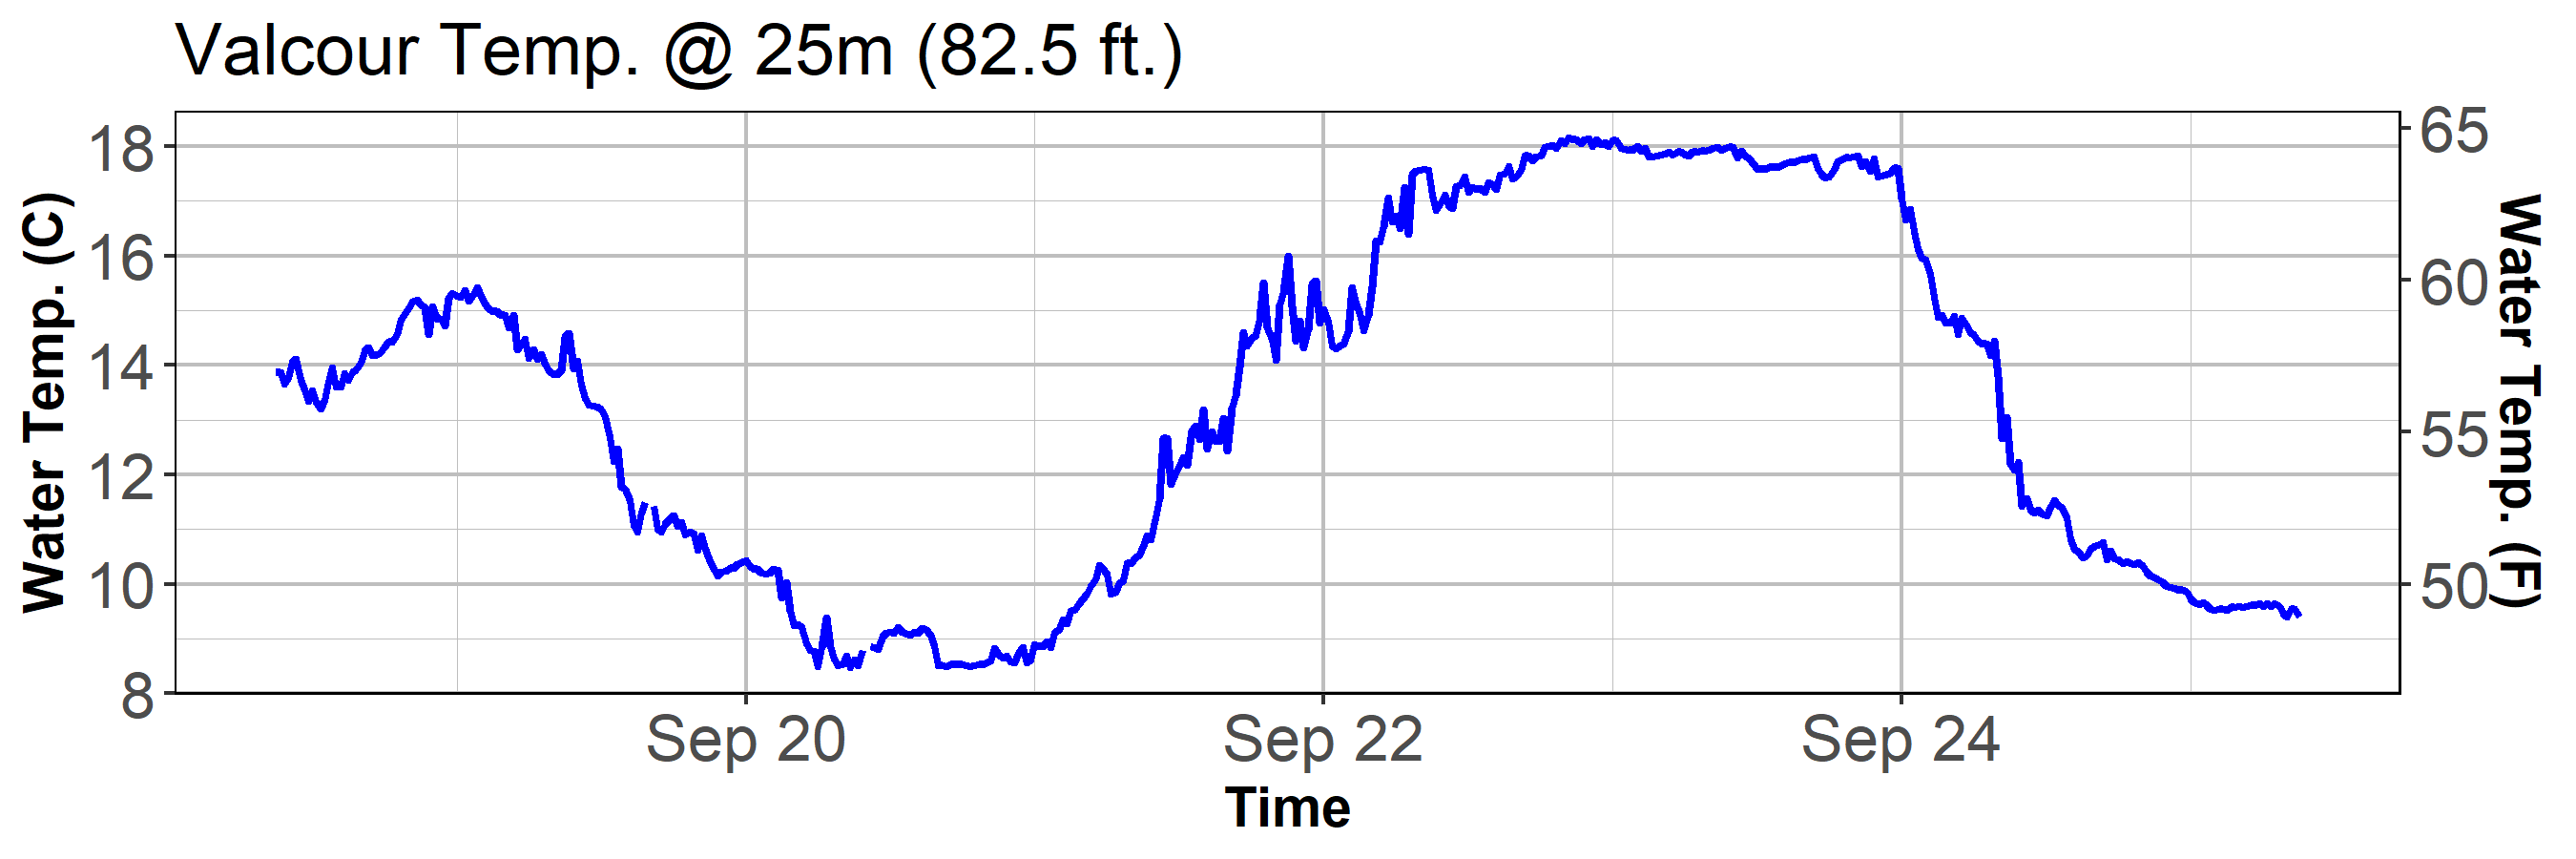 Valcour Temp. @ 25m (82.5 ft.)
18
16
14
12
10
8
Water Temp. (C)
65
60
55
50
Water Temp. (F)
Sep 20
Sep 22
Sep 24
Time